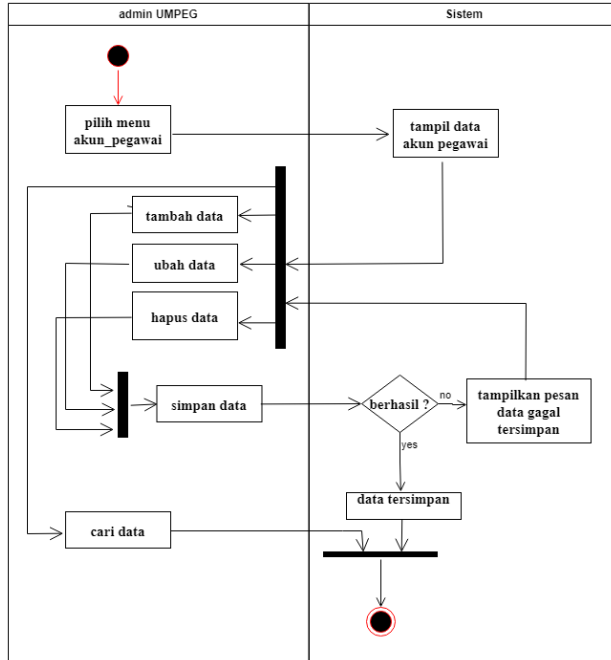 admin UMPEG
Sistem
pilih menu
akun_pegawai
tampil data
akun pegawai
tambah data
ubah data
hapus data
simpan data
berhasil ?
no
tampilkan pesan
data gagal
tersimpan
yes
data tersimpan
cari data